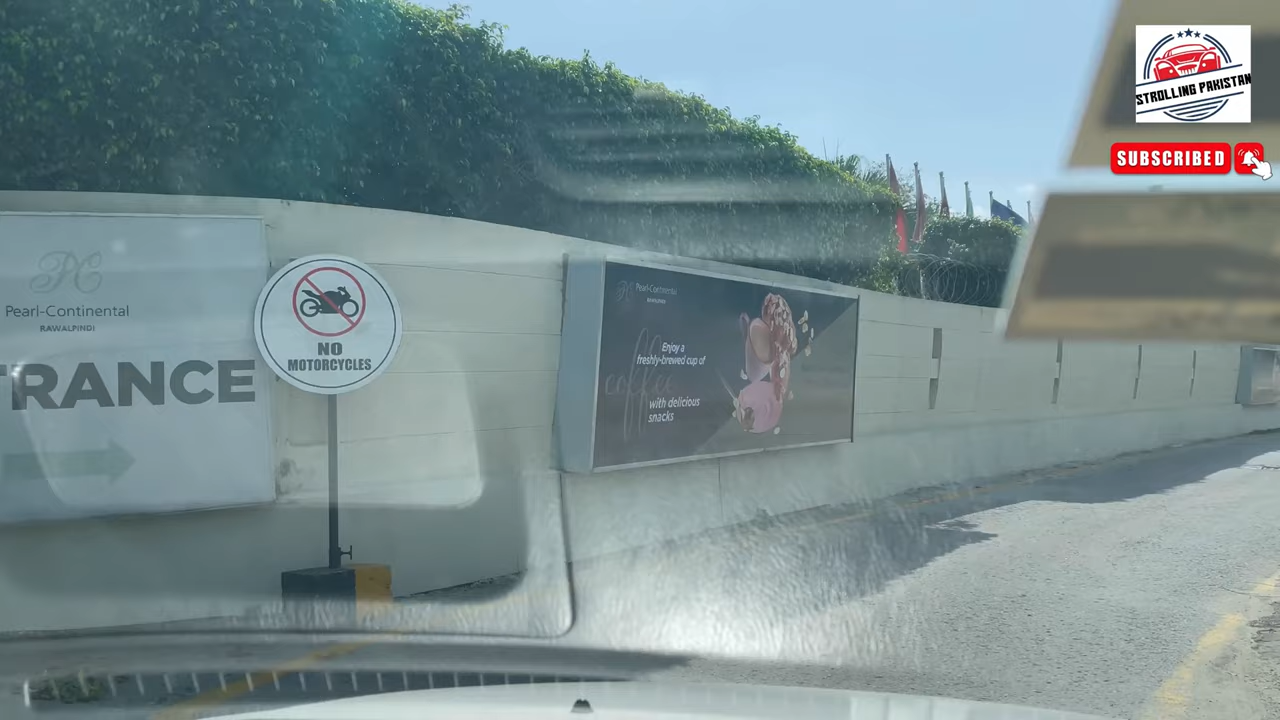 Pearl-Continental
RAWALPINDI
TRANCE
NO
MOTORCYCLES
Pearl-Continental
RAWALPINDI
Enjoy a
freshly-brewed cup of
coffee
with delicious
snacks
STROLLING PAKISTAN
SUBSCRIBED